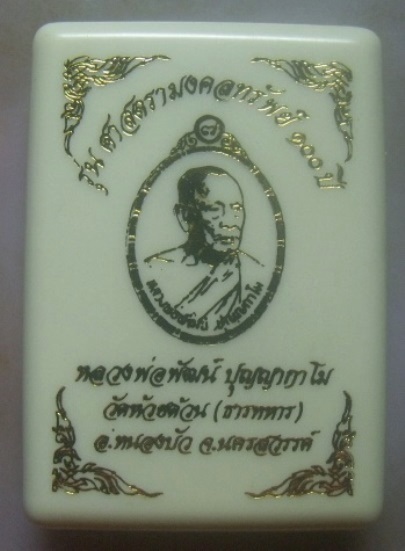 รุ่น ศาสตรามงคลทรัพย์ ๑๐๐ ปี
๗
หลวงพ่อพัฒน์ ปุญฺญกาโม
หลวงพ่อพัฒน์ ปุญญกาโม
วัดห้วยด้วน (ธารทหาร)
อ.หนองบัว จ.นครสวรรค์